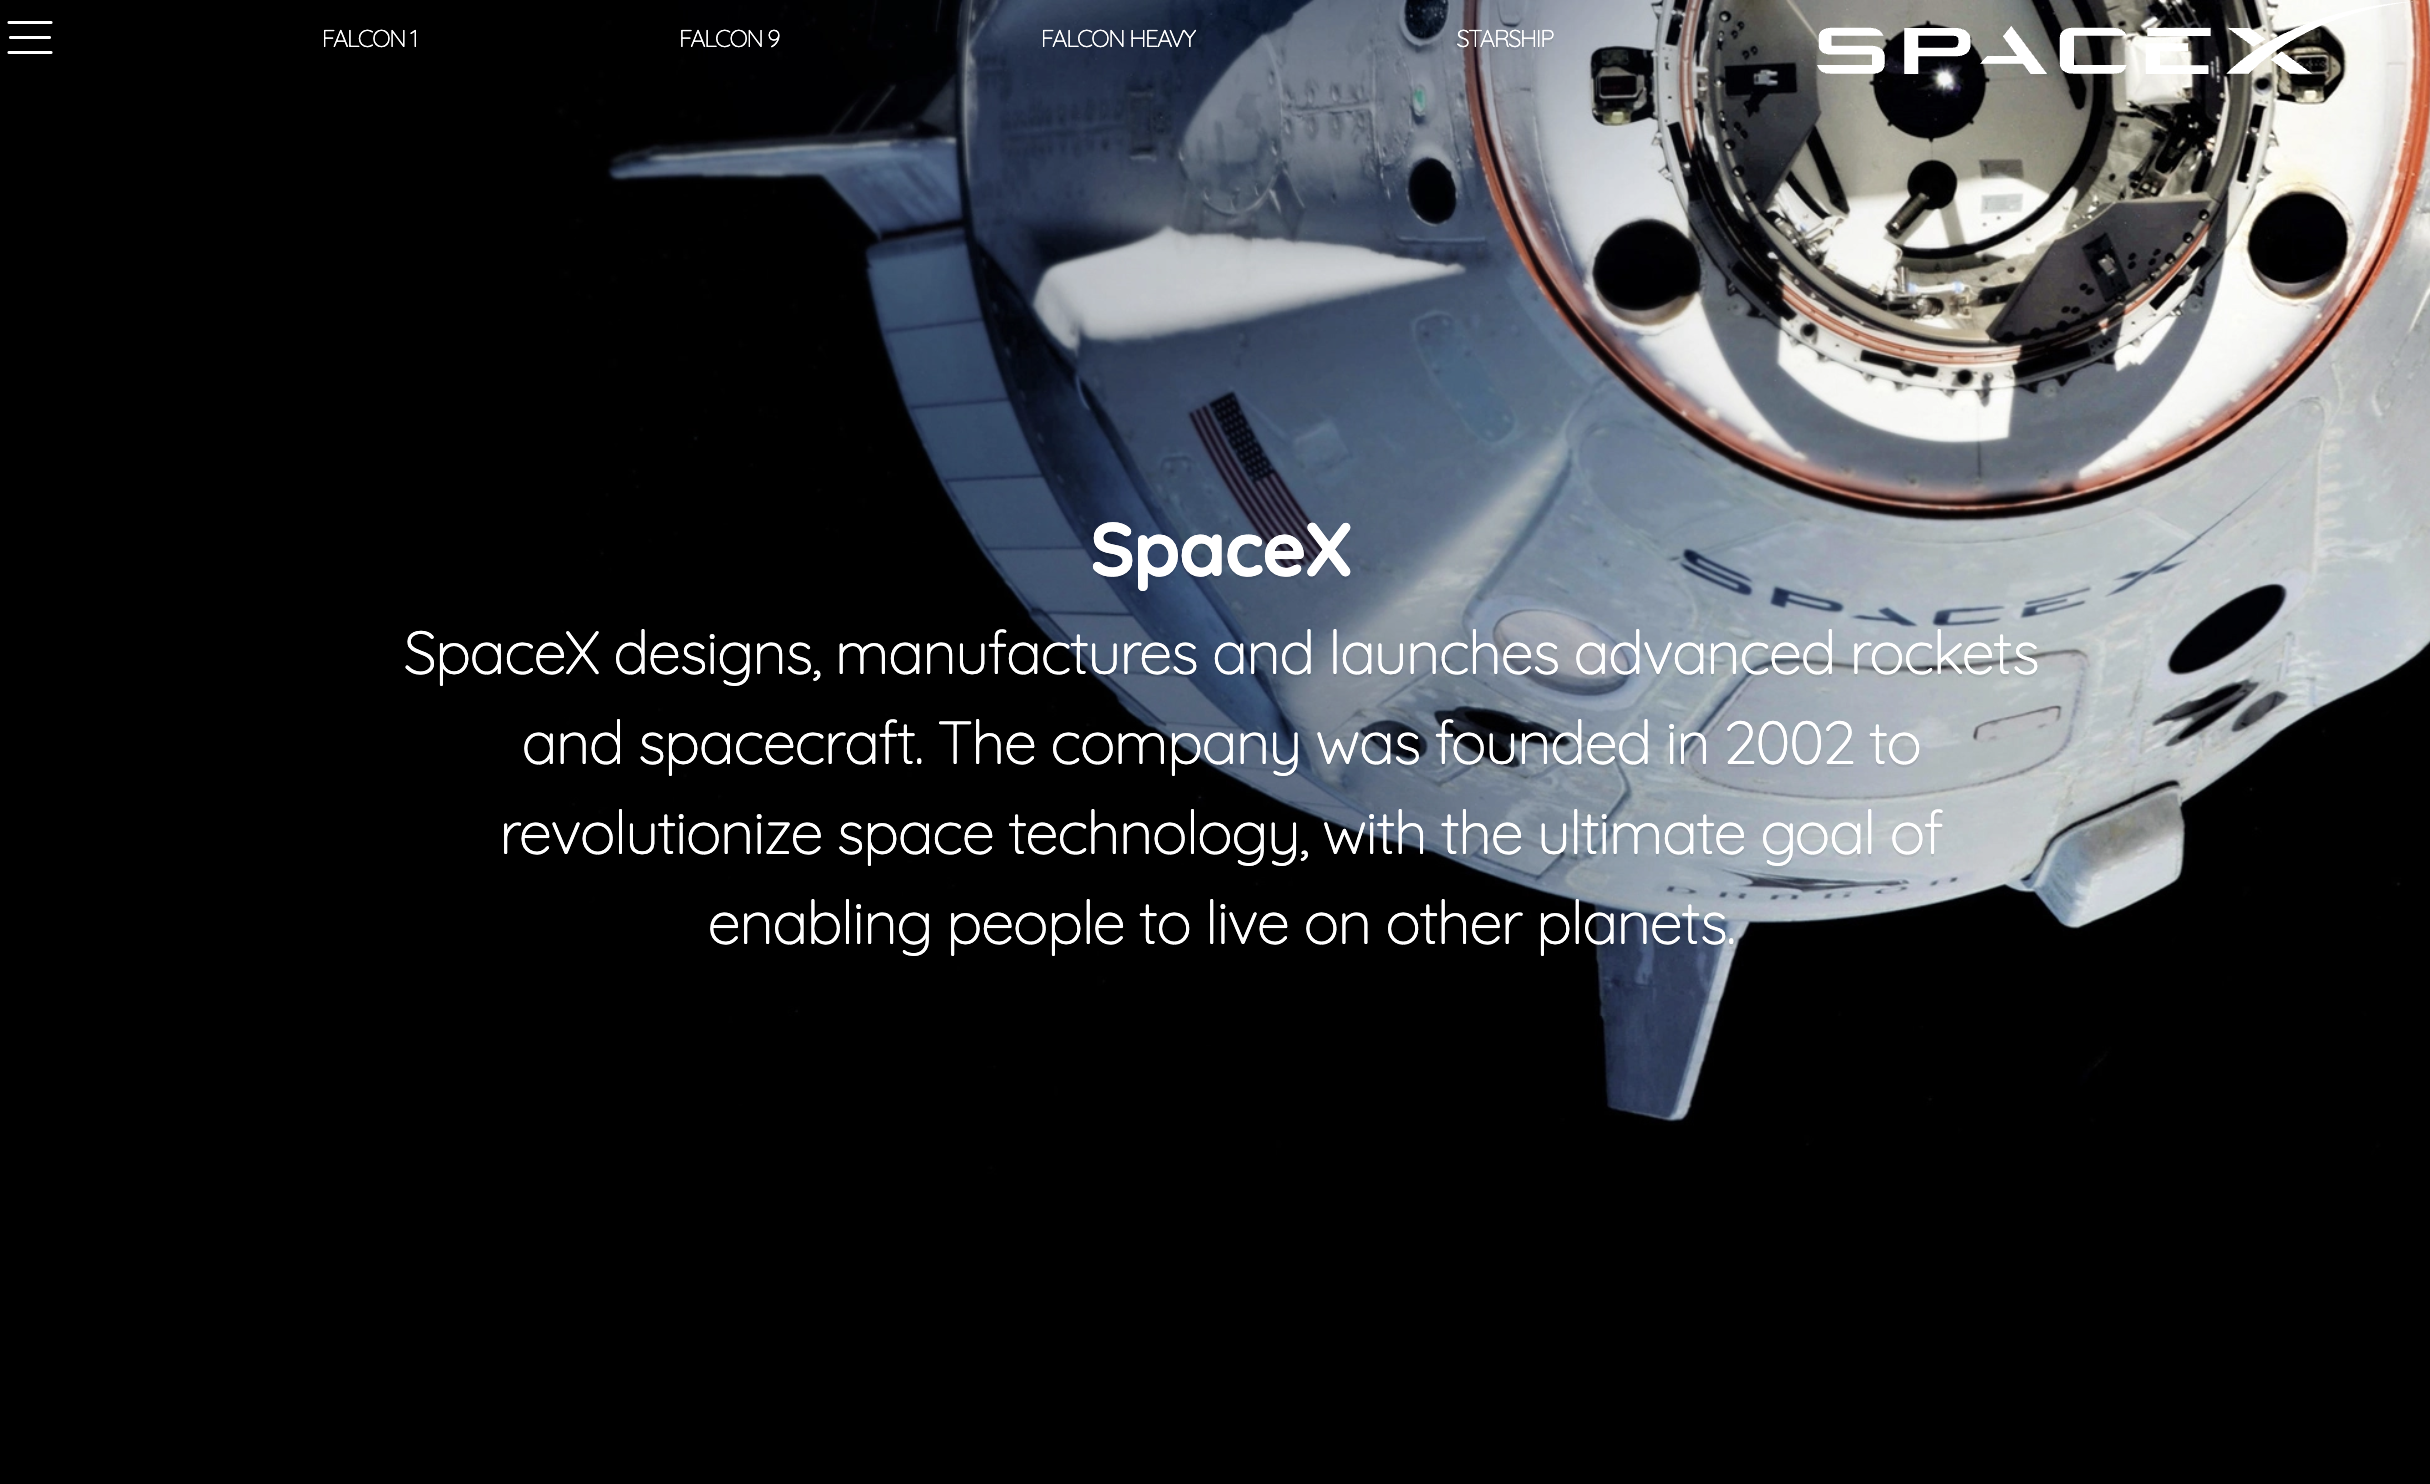 FALCON 1
FALCON 9
FALCON HEAVY
STARSHIP
SPACEX
SPACEX
SpaceX
SpaceX designs, manufactures and launches advanced rockets
and spacecraft. The company was founded in 2002 to
revolutionize space technology, with the ultimate goal of
enabling people to live on other planets.
DRAGON